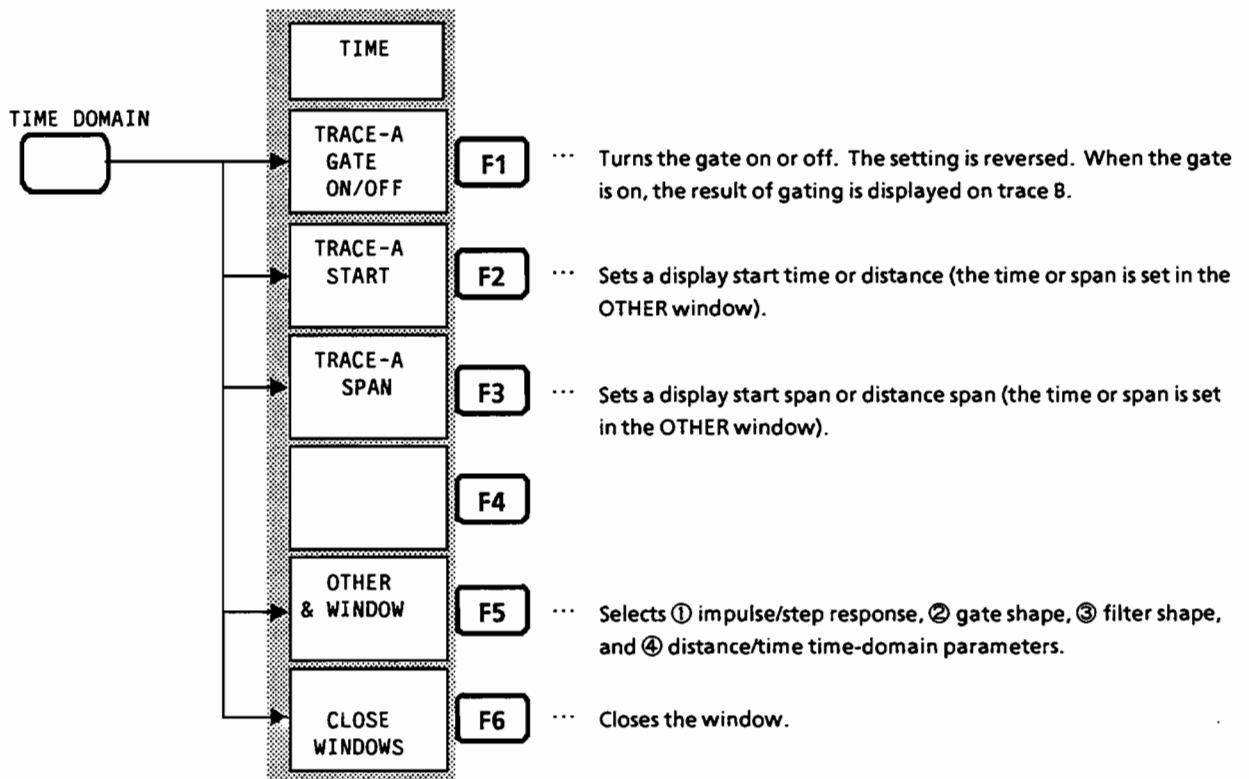 TIME
TIME DOMAIN
TRACE-A
GATE
ON/OFF
F1
... Turns the gate on or off. The setting is reversed. When the gate
is on, the result of gating is displayed on trace B.
TRACE-A
START
F2
... Sets a display start time or distance (the time or span is set in the
OTHER window).
TRACE-A
SPAN
F3
... Sets a display start span or distance span (the time or span is set
in the OTHER window).
F4
OTHER
& WINDOW
F5
... Selects ① impulse/step response, ② gate shape, ③ filter shape,
and ④ distance/time time-domain parameters.
CLOSE
WINDOWS
F6
... Closes the window.